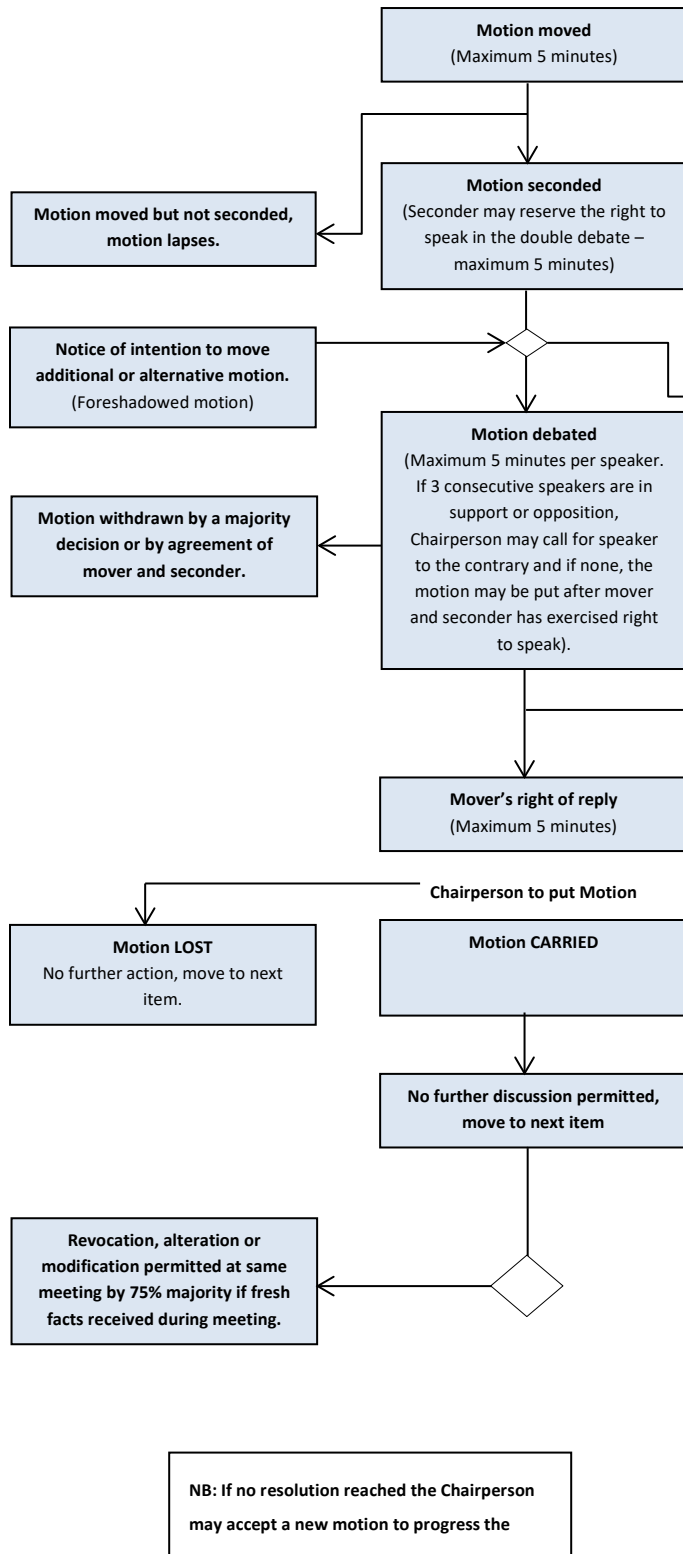 Motion moved
(Maximum 5 minutes)
Motion seconded
(Seconder may reserve the right to
speak in the double debate –
maximum 5 minutes)
Motion moved but not seconded,
motion lapses.
Notice of intention to move
additional or alternative motion.
(Foreshadowed motion)
Motion debated
(Maximum 5 minutes per speaker.
If 3 consecutive speakers are in
support or opposition,
Chairperson may call for speaker
to the contrary and if none, the
motion may be put after mover
and seconder has exercised right
to speak).
Motion withdrawn by a majority
decision or by agreement of
mover and seconder.
Mover’s right of reply
(Maximum 5 minutes)
Chairperson to put Motion
Motion LOST
No further action, move to next
item.
Motion CARRIED
No further discussion permitted,
move to next item
Revocation, alteration or
modification permitted at same
meeting by 75% majority if fresh
facts received during meeting.
NB: If no resolution reached the Chairperson
may accept a new motion to progress the